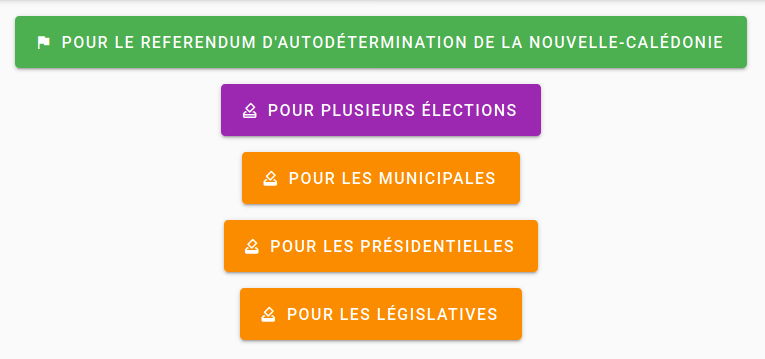 POUR LE REFERENDUM D'AUTODÉTERMINATION DE LA NOUVELLE-CALÉDONIE
POUR PLUSIEURS ÉLECTIONS
POUR LES MUNICIPALES
POUR LES PRÉSIDENTIELLES
POUR LES LÉGISLATIVES